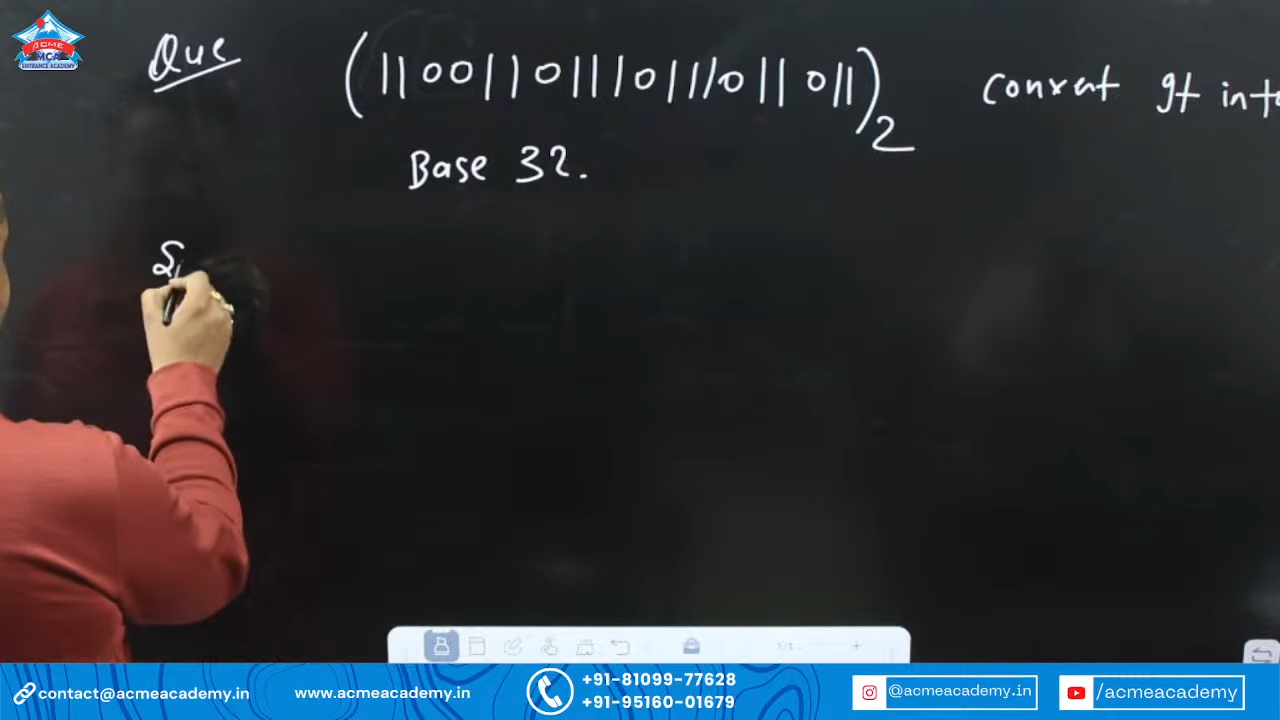 ACME
MCA
ENTRANCE ACADEMY
Que (11001101110111011011)2 convert It into
Base 32.
contact@acmeacademy.in
www.acmeacademy.in
+91-81099-77628
+91-95160-01679
@acmeacademy.in
/acmeacademy